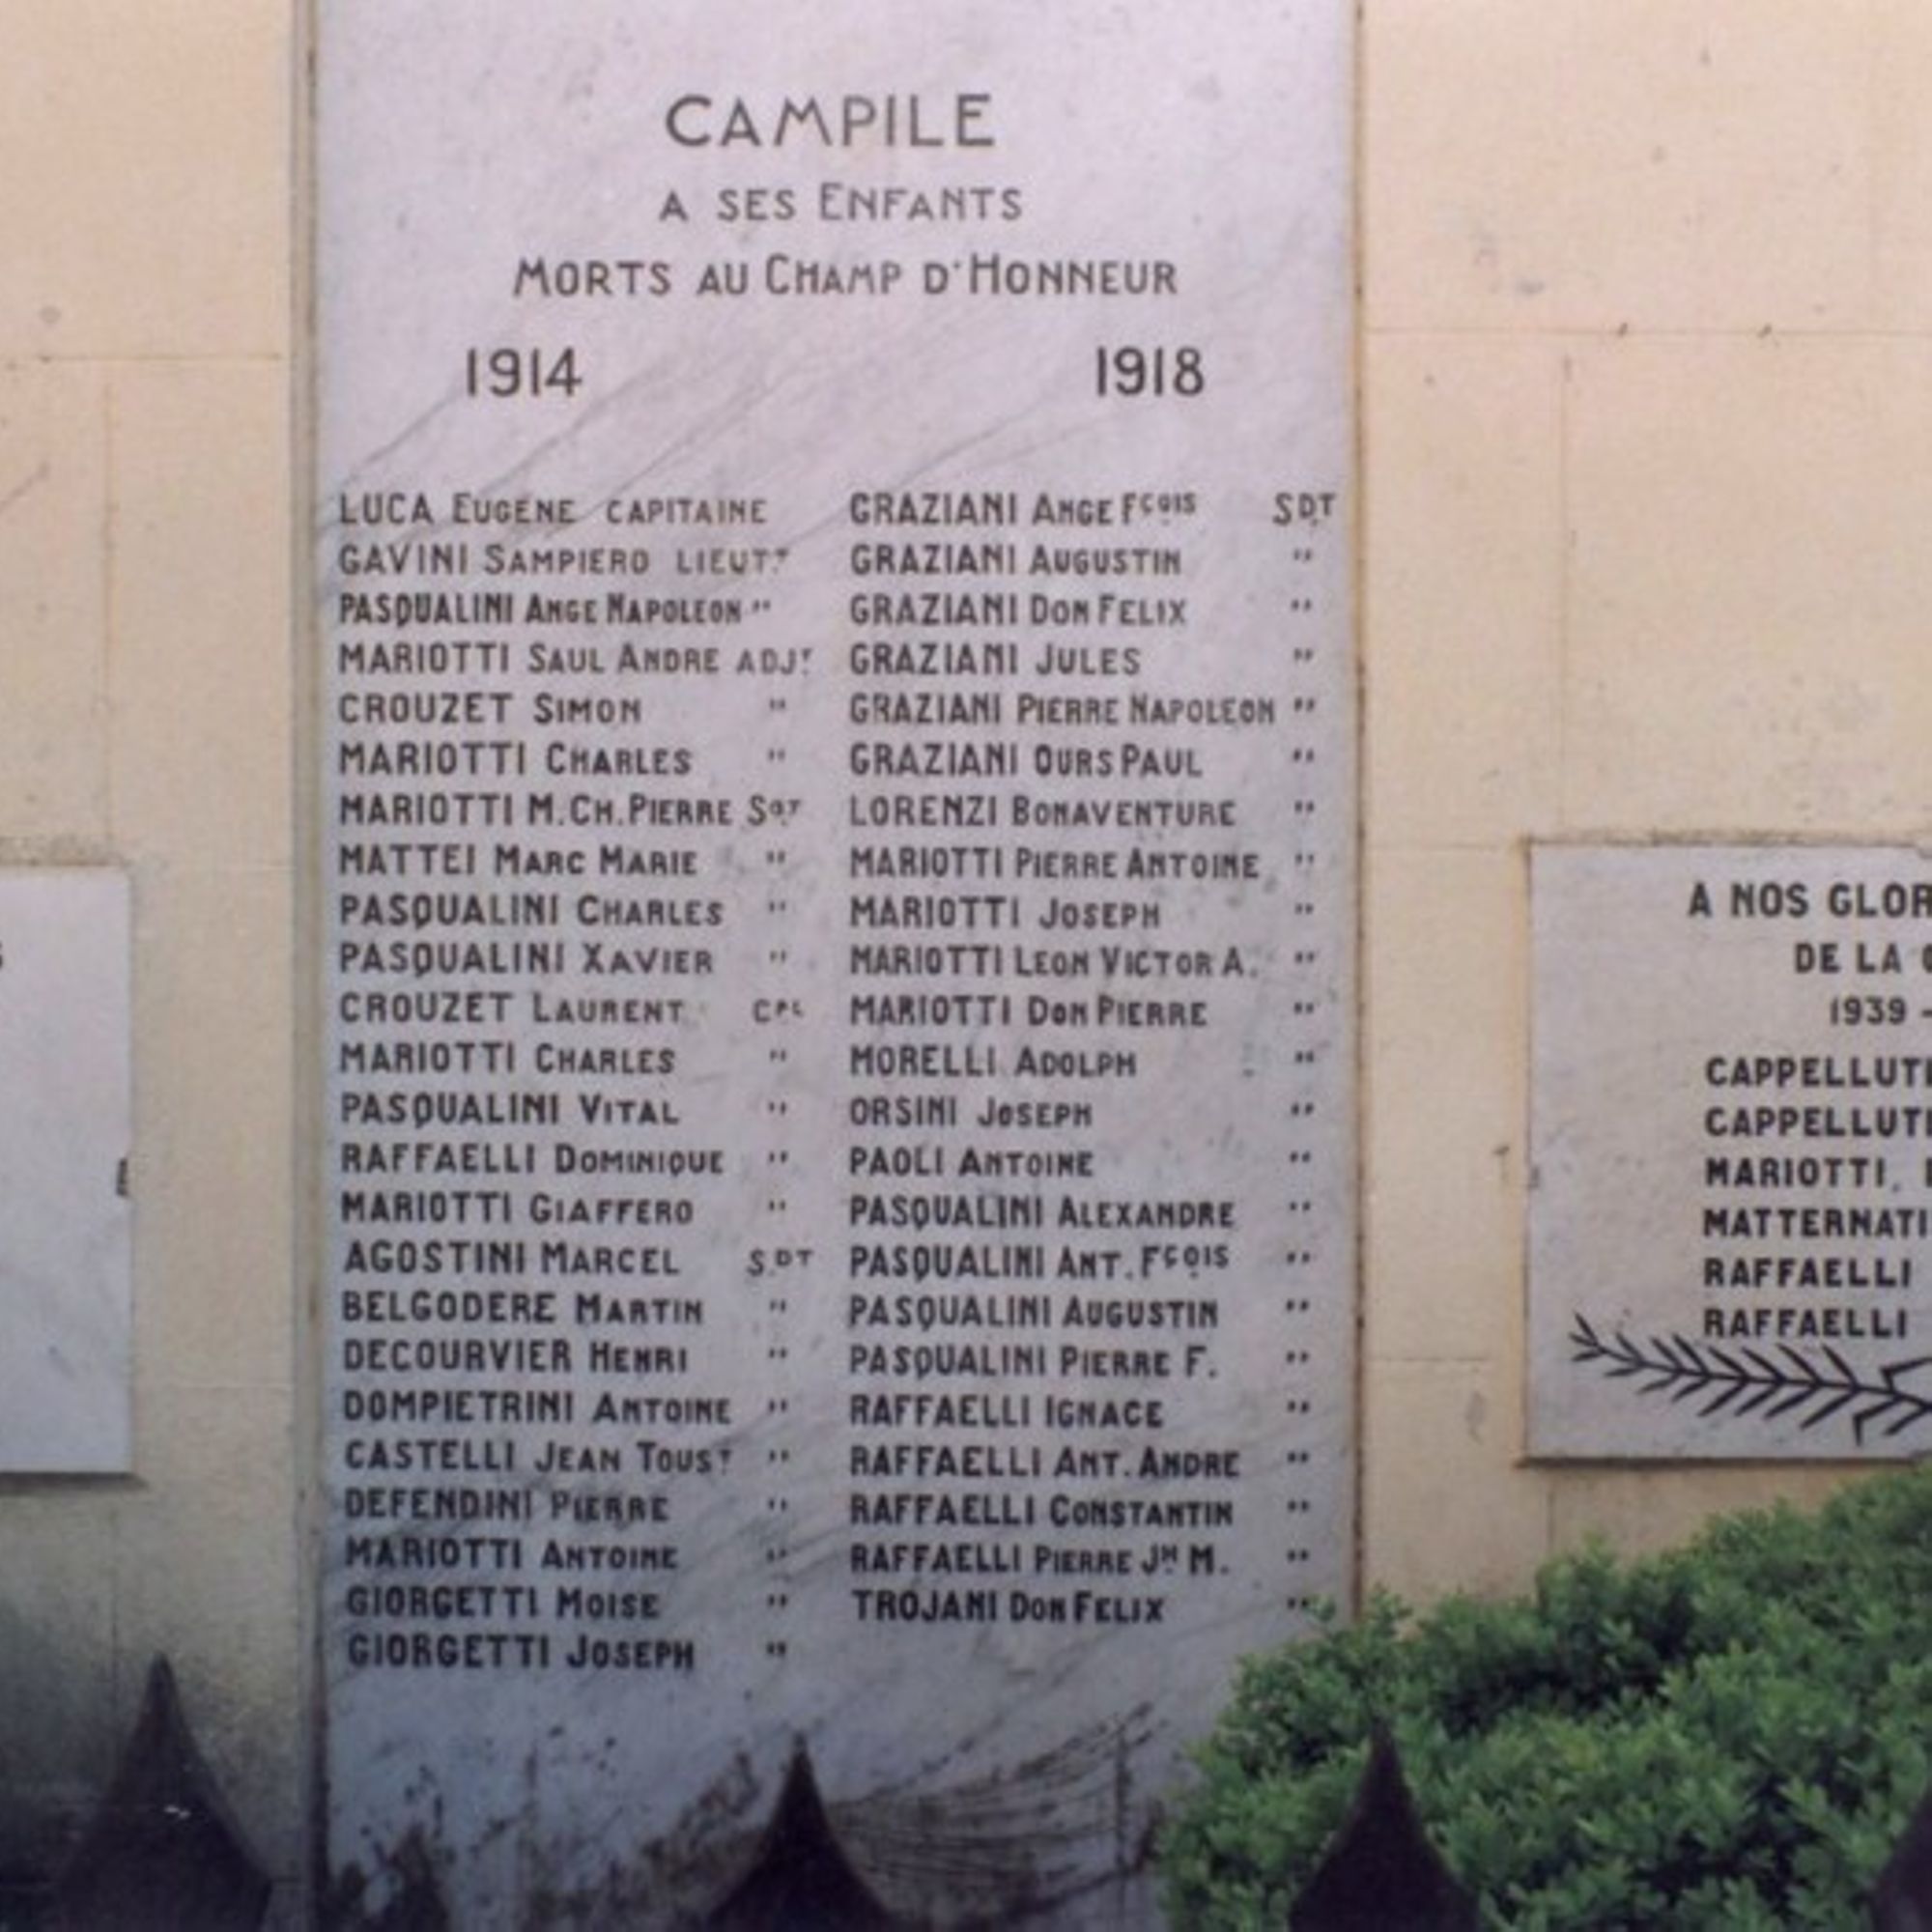 CAMPILE
A SES ENFANTS
MORTS AU CHAMP D'HONNEUR
1914 1918
LUCA EUGENE CAPITAINE
GAVINI SAMPIERO LIEUT.T
PASQUALINI ANGE NAPOLEON "
MARIOTTI SAUL ANDRE ADJ.T
CROUZET SIMON "
MARIOTTI CHARLES "
MARIOTTI M.CH.PIERRE SGT
MATTEI MARC MARIE "
PASQUALINI CHARLES "
PASQUALINI XAVIER "
CROUZET LAURENT CPL
MARIOTTI CHARLES "
PASQUALINI VITAL "
RAFFAELLI DOMINIQUE "
MARIOTTI GIAFFERO "
AGOSTINI MARCEL SDT
BELGODERE MARTIN "
DECOURVIER HENRI "
DOMPIETRINI ANTOINE "
CASTELLI JEAN TOUST "
DEFENDINI PIERRE "
MARIOTTI ANTOINE "
GIORGETTI MOISE "
GIORGETTI JOSEPH "
GRAZIANI ANGE FÇOIS SDT
GRAZIANI AUGUSTIN "
GRAZIANI DON FELIX "
GRAZIANI JULES "
GRAZIANI PIERRE NAPOLEON "
GRAZIANI OURS PAUL "
LORENZI BONAVENTURE "
MARIOTTI PIERRE ANTOINE "
MARIOTTI JOSEPH "
MARIOTTI LEON VICTOR A. "
MARIOTTI DON PIERRE "
MORELLI ADOLPH "
ORSINI JOSEPH "
PAOLI ANTOINE "
PASQUALINI ALEXANDRE "
PASQUALINI ANT. FÇOIS "
PASQUALINI AUGUSTIN "
PASQUALINI PIERRE F. "
RAFFAELLI IGNACE "
RAFFAELLI ANT. ANDRE "
RAFFAELLI CONSTANTIN "
RAFFAELLI PIERRE JN M. "
TROJANI DON FELIX "
A NOS GLOR
DE LA
1939 -
CAPPELLUTI
CAPPELLUTI
MARIOTTI.
MATTERNATI
RAFFAELLI
RAFFAELLI